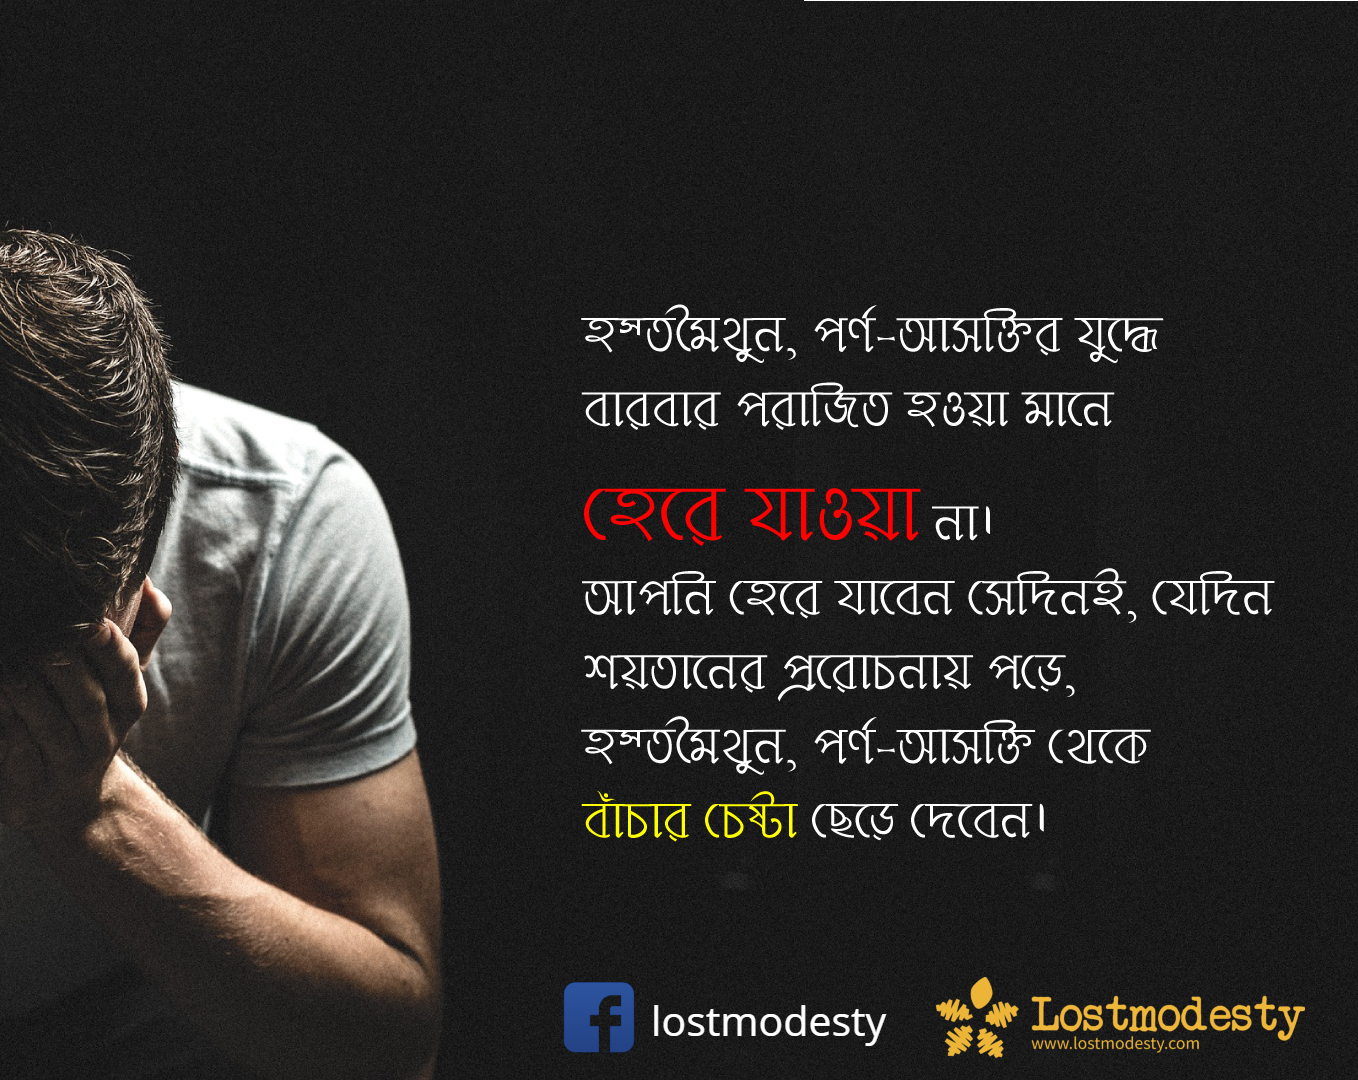 হস্তমৈথুন, পর্ণ-আসক্তির যুদ্ধে
বারবার পরাজিত হওয়া মানে
হেরে যাওয়া না।
আপনি হেরে যাবেন সেদিনই, যেদিন
শয়তানের প্ররোচনায় পড়ে,
হস্তমৈথুন, পর্ণ-আসক্তি থেকে
বাঁচার চেষ্টা ছেড়ে দেবেন।
lostmodesty
Lostmodesty
www.lostmodesty.com